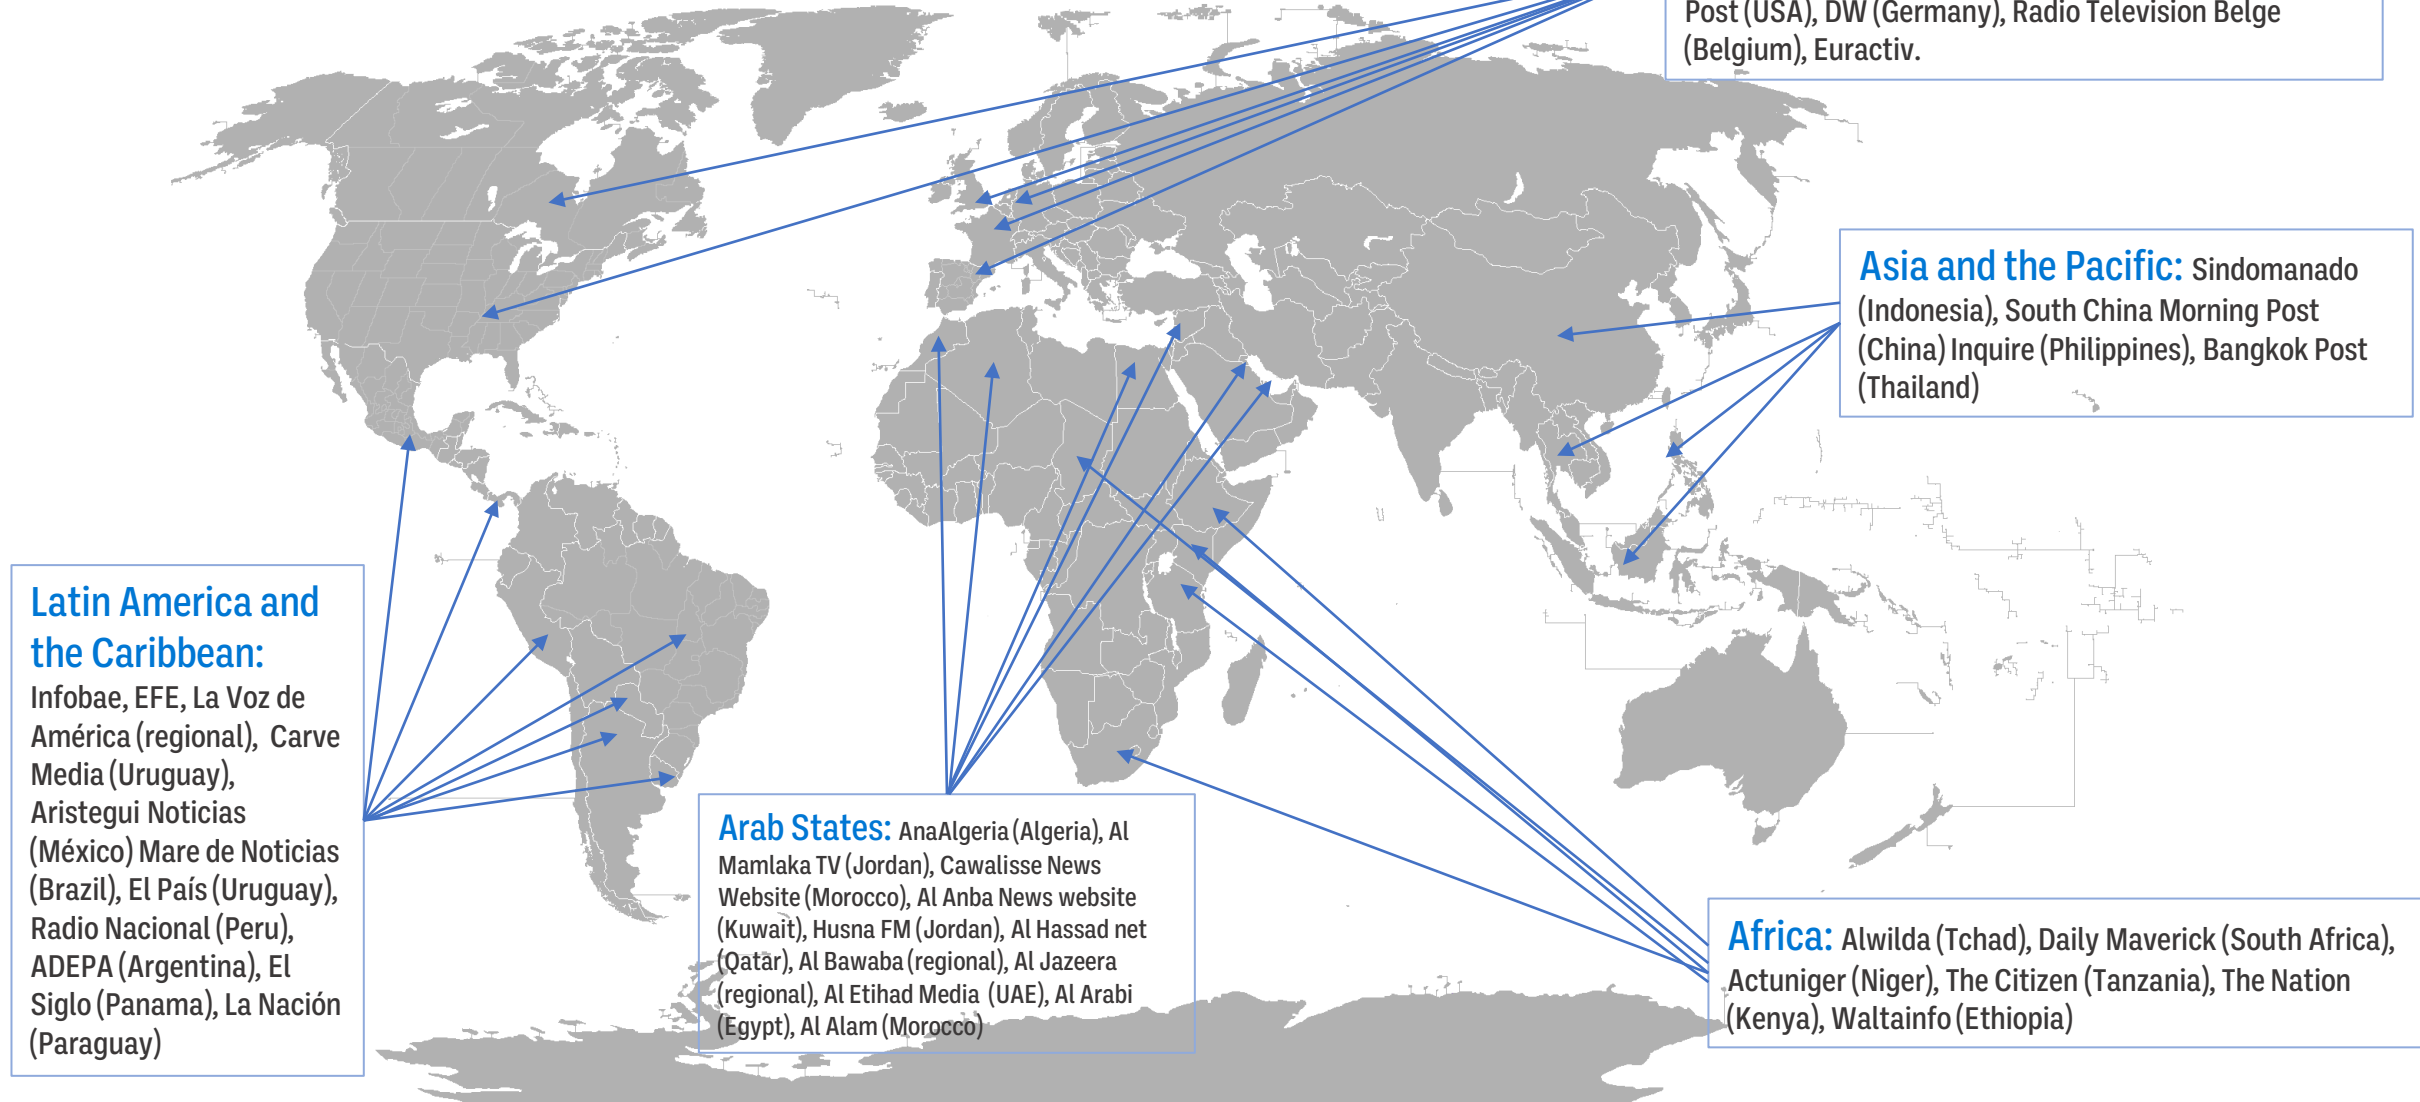 Post (USA), DW (Germany), Radio Television Belge
(Belgium), Euractiv.
Asia and the Pacific: Sindomanado
(Indonesia), South China Morning Post
(China) Inquire (Philippines), Bangkok Post
(Thailand)
Latin America and
the Caribbean:
Infobae, EFE, La Voz de
América (regional), Carve
Media (Uruguay),
Aristegui Noticias
(México) Mare de Noticias
(Brazil), El País (Uruguay),
Radio Nacional (Peru),
ADEPA (Argentina), El
Siglo (Panama), La Nación
(Paraguay)
Arab States: AnaAlgeria (Algeria), Al
Mamlaka TV (Jordan), Cawalisse News
Website (Morocco), Al Anba News website
(Kuwait), Husna FM (Jordan), Al Hassad net
(Qatar), Al Bawaba (regional), Al Jazeera
(regional), Al Etihad Media (UAE), Al Arabi
(Egypt), Al Alam (Morocco)
Africa: Alwilda (Tchad), Daily Maverick (South Africa),
Actuniger (Niger), The Citizen (Tanzania), The Nation
(Kenya), Waltainfo (Ethiopia)